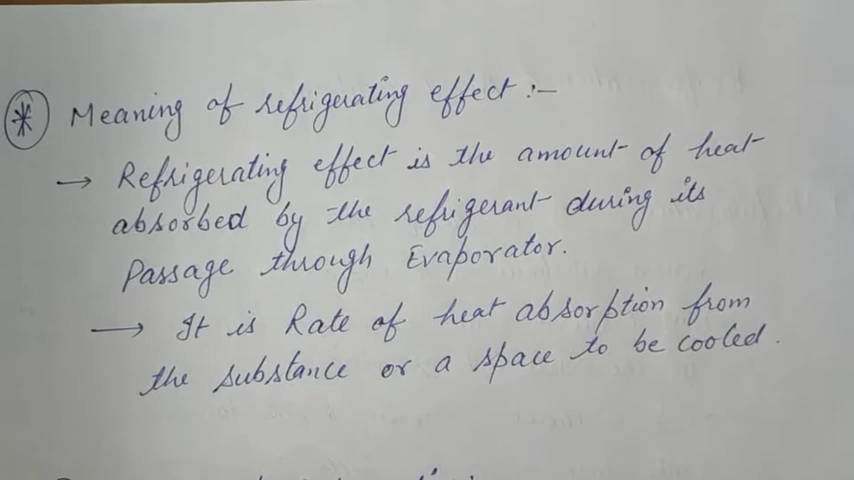 * Meaning of refrigerating effect :-
→ Refrigerating effect is the amount of heat
absorbed by the refrigerant during its
Passage through Evaporator.
→ It is Rate of heat absorption from
the substance or a space to be cooled.